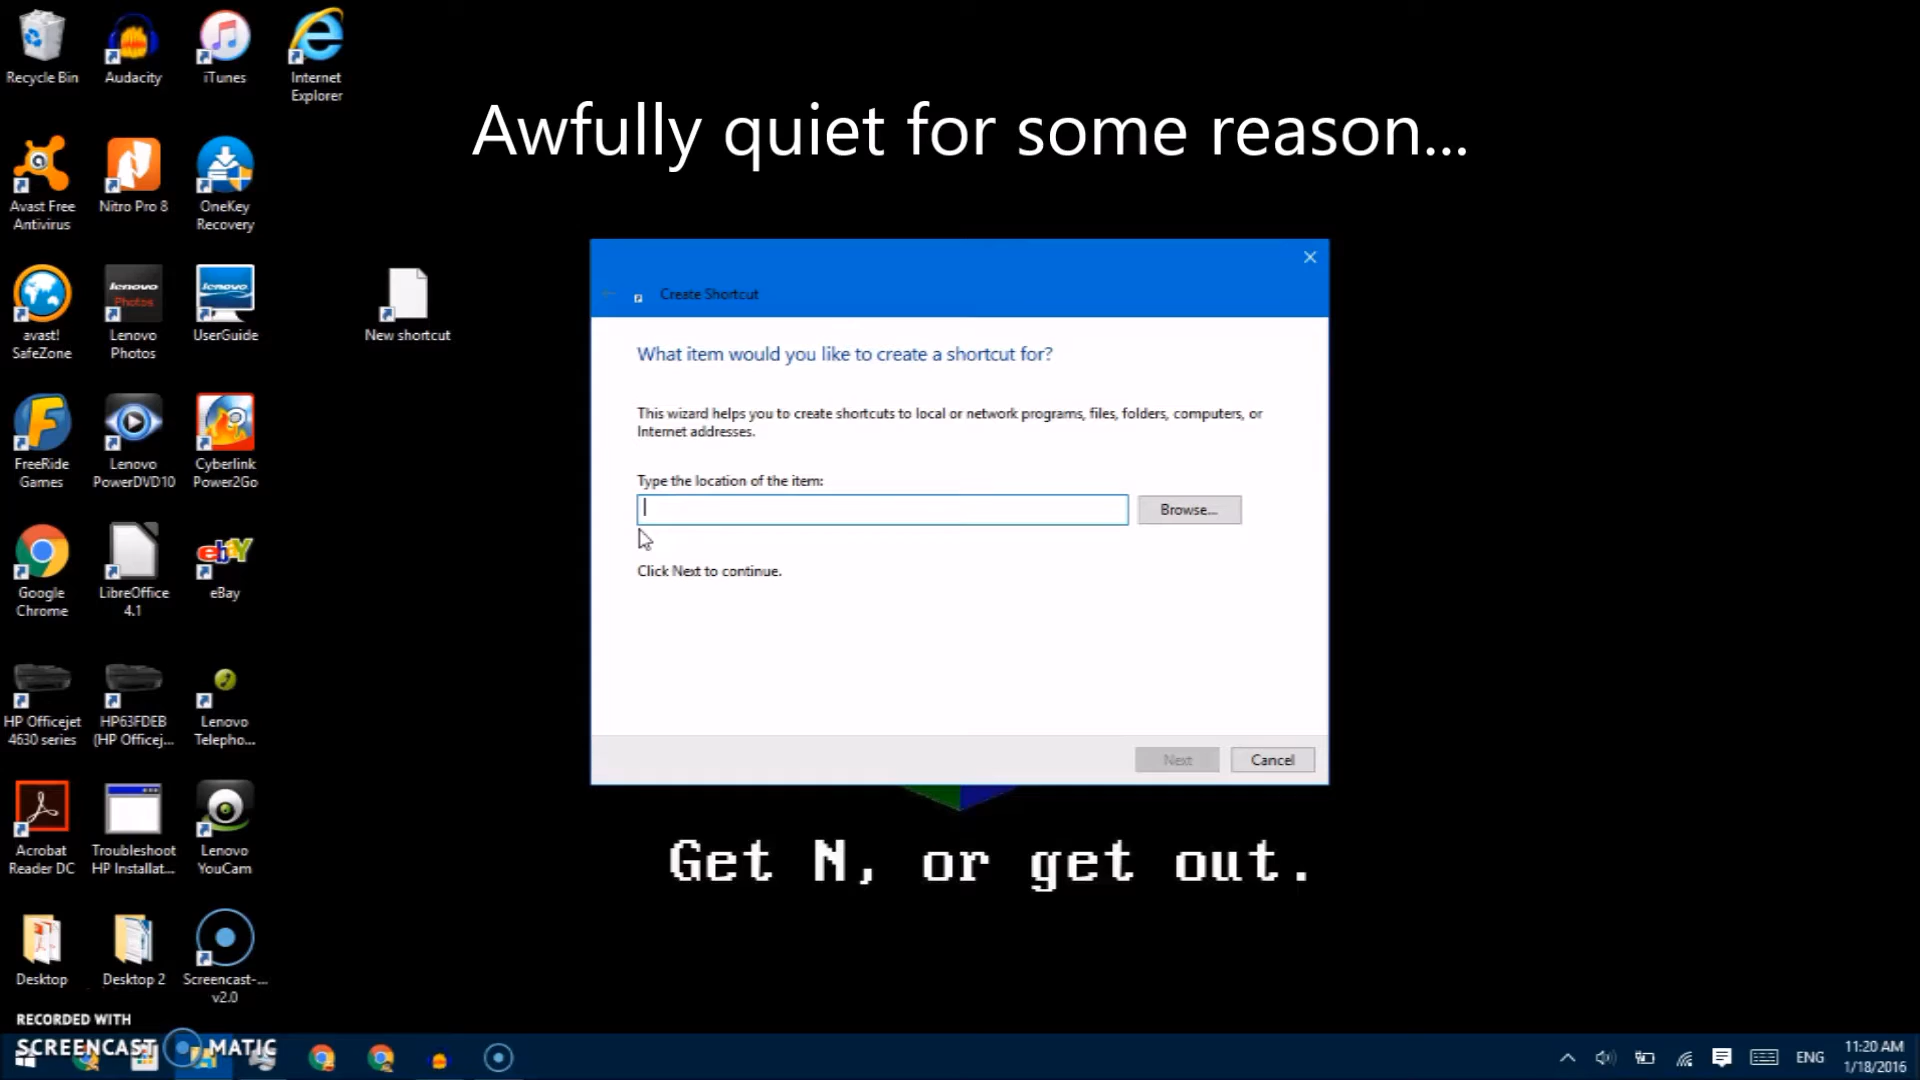 Recycle Bin
Audacity
iTunes
Internet
Explorer
Awfully quiet for some reason...
Avast Free
Antivirus
Nitro Pro 8
OneKey
Recovery
avast!
SafeZone
lenovo
Photos
Lenovo
Photos
lenovo
UserGuide
New shortcut
Create Shortcut
What item would you like to create a shortcut for?
This wizard helps you to create shortcuts to local or network programs, files, folders, computers, or
Internet addresses.
Type the location of the item:
Browse...
Click Next to continue.
Next
Cancel
FreeRide
Games
Lenovo
PowerDVD10
Cyberlink
Power2Go
Google
Chrome
LibreOffice
4.1
ebY
eBay
HP Officejet
4630 series
HP63FDEB
(HP Officej...
Lenovo
Telepho...
Acrobat
Reader DC
Troubleshoot
HP Installat...
Lenovo
YouCam
Get N, or get out.
Desktop
Desktop 2
Screencast-...
v2.0
RECORDED WITH
SCREENCAST MATIC
ENG
11:20 AM
1/18/2016